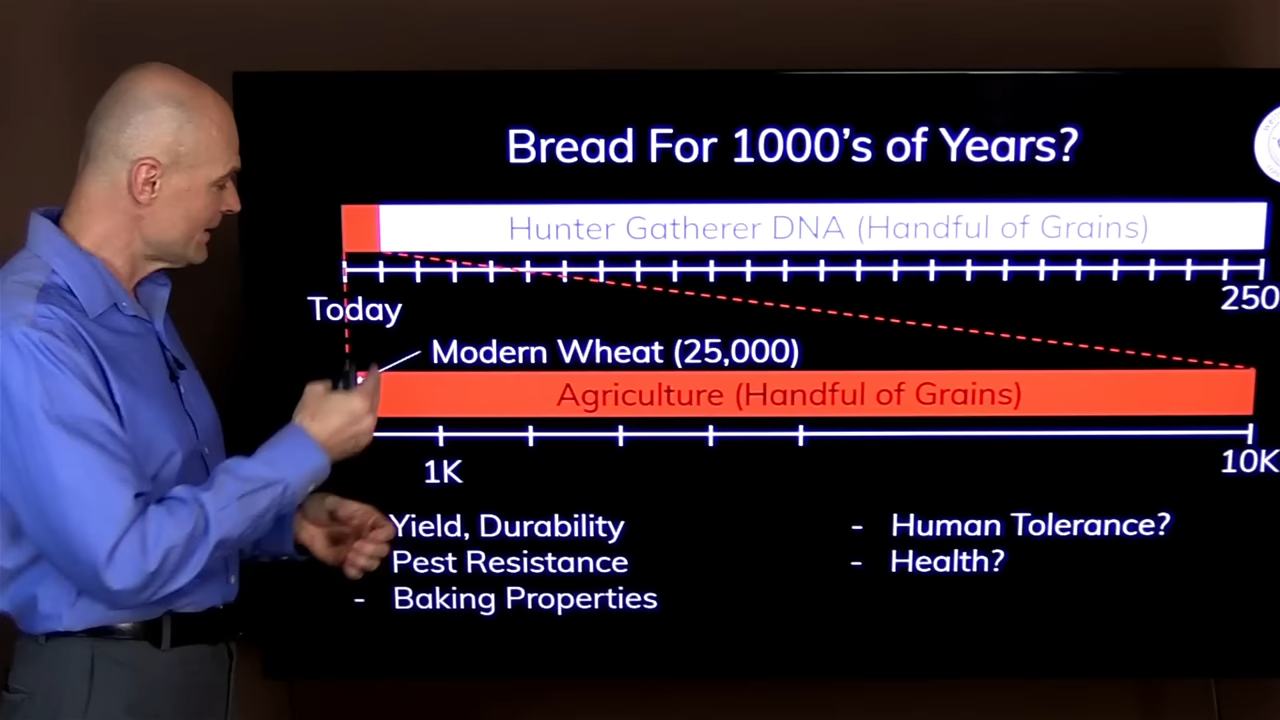 Bread For 1000's of Years?
Hunter Gatherer DNA (Handful of Grains)
Today
250
Modern Wheat (25,000)
Agriculture (Handful of Grains)
1K
10K
Yield, Durability
Pest Resistance
- Baking Properties
- Human Tolerance?
- Health?